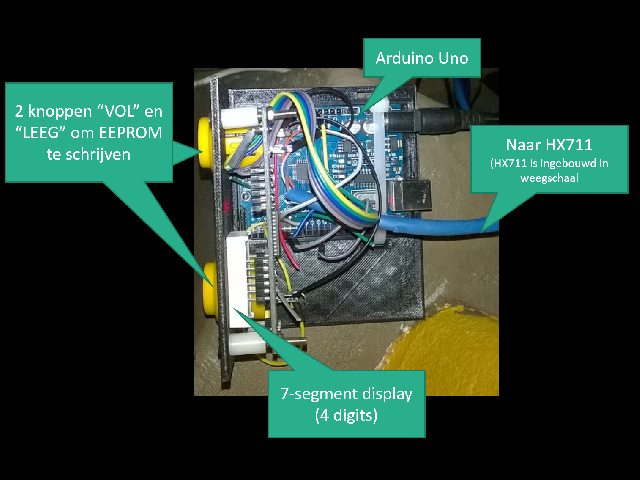 Arduino Uno
2 knoppen “VOL” en
“LEEG” om EEPROM
te schrijven
Naar HX711
(HX711 is ingebouwd in
weegschaal
7-segment display
(4 digits)